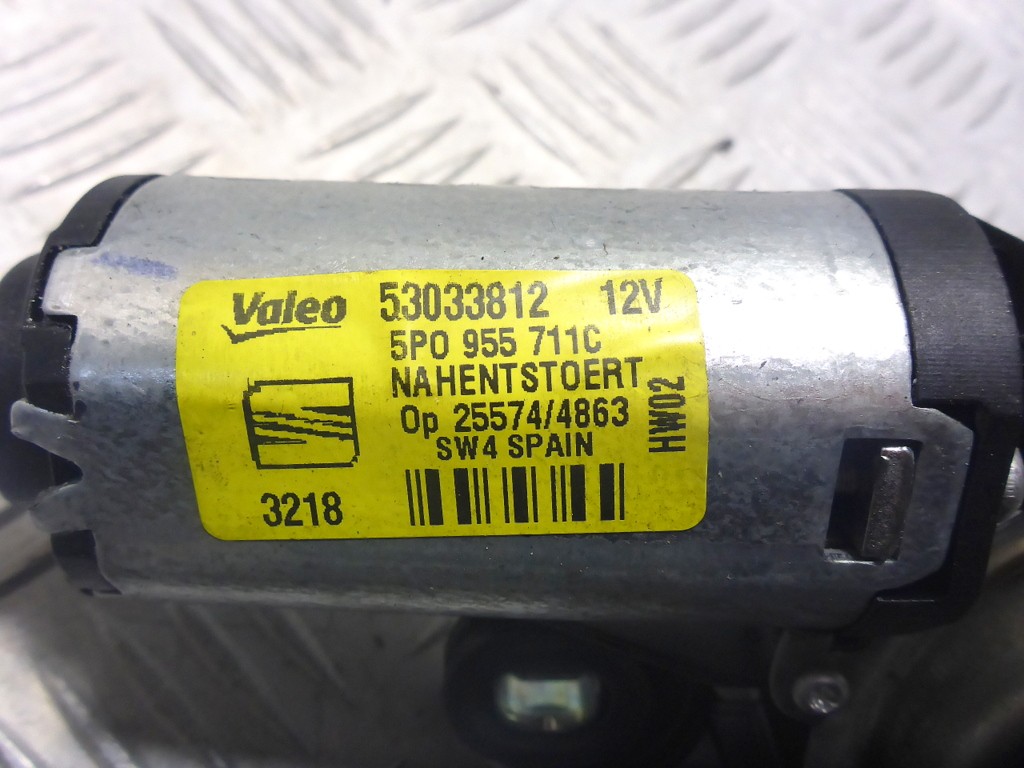 Valeo 53033812 12V
5P0 955 711C
NAHENTSTOERT
Op 25574/4863
SW4 SPAIN
HW02
3218